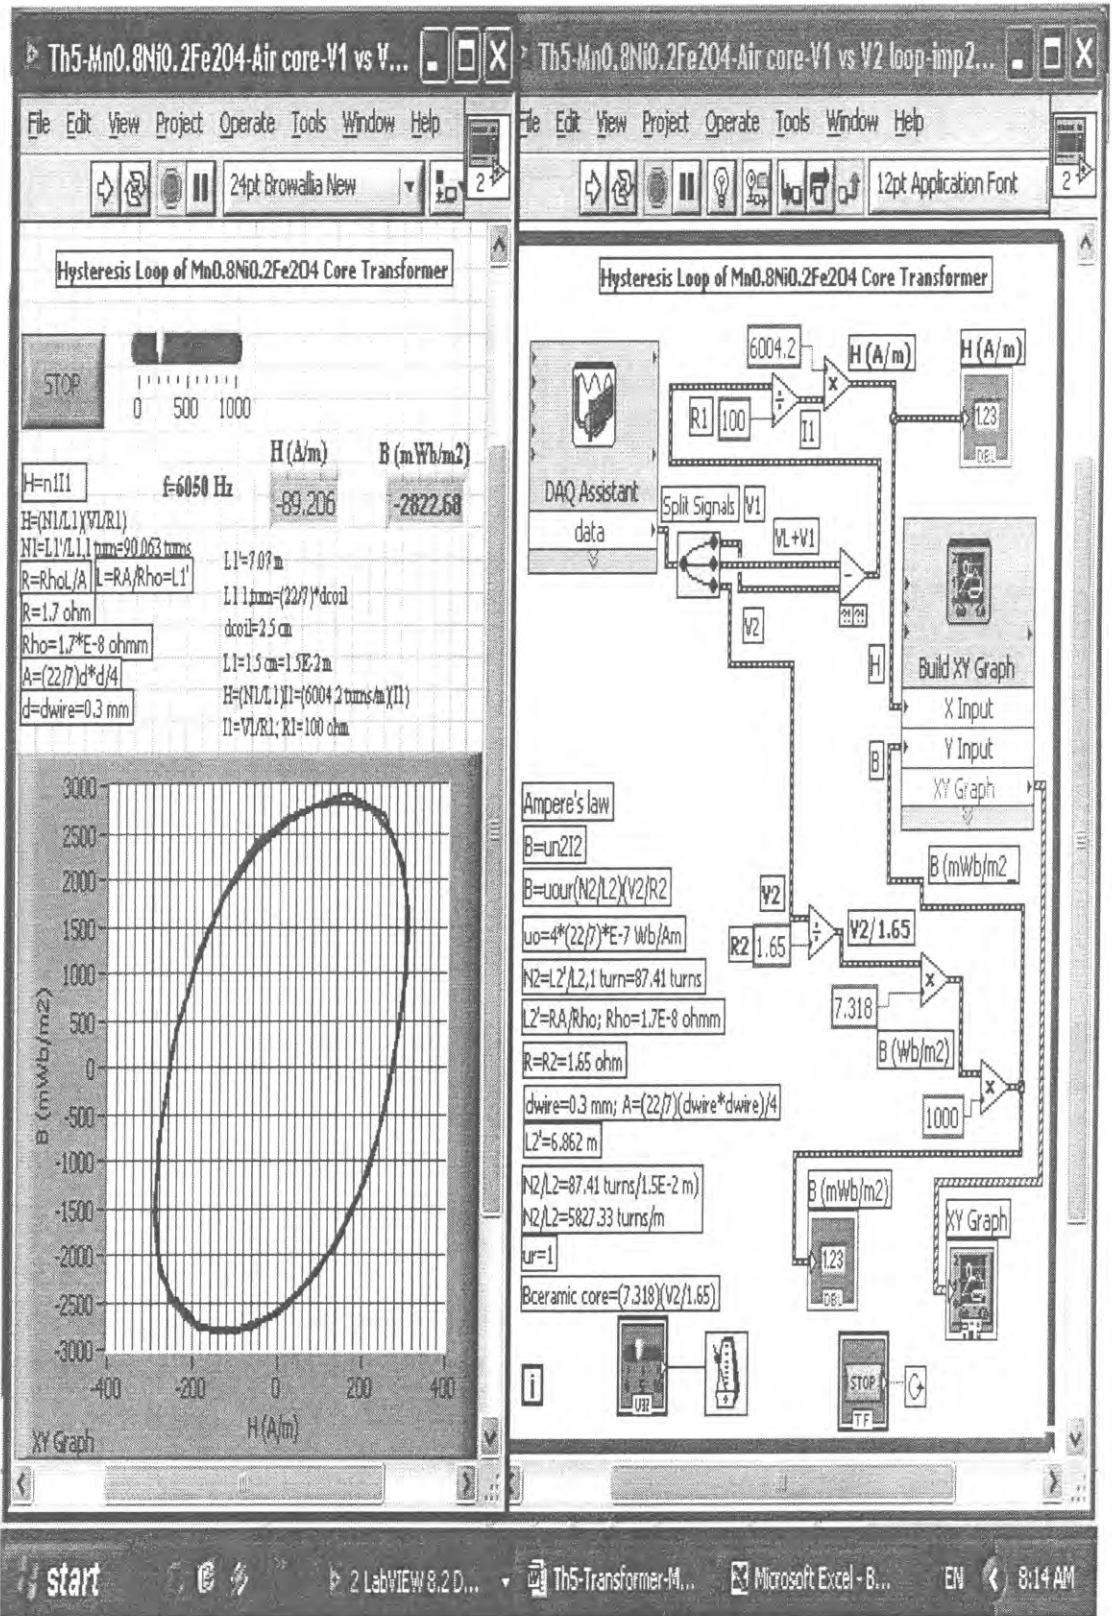 Th5-Mn0.8Ni0.2Fe2O4-Air core-V1 vs V...
File Edit View Project Operate Tools Window Help
24pt Browallia New
2
Hysteresis Loop of Mn0.8Ni0.2Fe2O4 Core Transformer
STOP
0 500 1000
H (A/m)
B (mWb/m2)
H=n1I1
f=6050 Hz
-89.206
-2822.68
H=(N1/L1)(V1/R1)
N1=L1'/L1,1 turn=90.063 turns
R=RhoL/A
L=RA/Rho=L1'
R=1.7 ohm
Rho=1.7*E-8 ohmm
A=(22/7)d*d/4
d=dwire=0.3 mm
L1'=7.07 m
L1 1,turn=(22/7)*dcoil
dcoil=2.5 cm
L1=1.5 cm=1.5E-2 m
H=(N1/L1)I1=(6004.2 turns/m)(I1)
I1=V1/R1; R1=100 ohm
B (mWb/m2)
3000
2500
2000
1500
1000
500
0
-500
-1000
-1500
-2000
-2500
-3000
-400 -200 0 200 400
H (A/m)
XY Graph
Th5-Mn0.8Ni0.2Fe2O4-Air core-V1 vs V2 loop-imp2...
File Edit View Project Operate Tools Window Help
12pt Application Font
2
Hysteresis Loop of Mn0.8Ni0.2Fe2O4 Core Transformer
6004.2
H (A/m)
H (A/m)
R1
100
I1
1.23
DBL
DAQ Assistant
data
Split Signals
V1
VL+V1
V2
?! ?!
H
Build XY Graph
X Input
Y Input
XY Graph
B
B (mWb/m2
Ampere's law
B=un2I2
B=uour(N2/L2)(V2/R2
uo=4*(22/7)*E-7 Wb/Am
N2=L2'/L2,1 turn=87.41 turns
L2'=RA/Rho; Rho=1.7E-8 ohmm
R=R2=1.65 ohm
dwire=0.3 mm; A=(22/7)(dwire*dwire)/4
L2'=6.862 m
N2/L2=87.41 turns/1.5E-2 m)
N2/L2=5827.33 turns/m
ur=1
Bceramic core=(7.318)(V2/1.65)
V2
R2
1.65
V2/1.65
7.318
B (Wb/m2)
1000
B (mWb/m2)
1.23
DBL
XY Graph
i
U32
STOP
TF
start
2 LabVIEW 8.2 D...
Th5-Transformer-M...
Microsoft Excel - B...
EN
8:14 AM